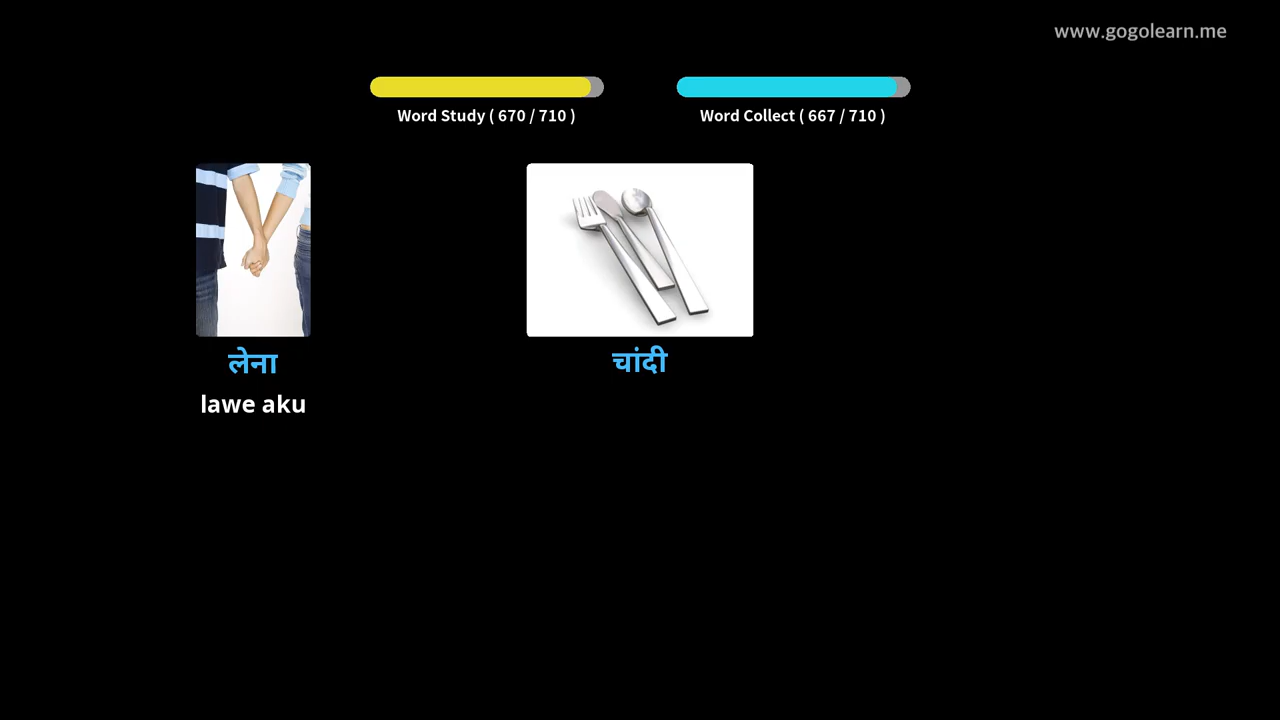 www.gogolearn.me
Word Study ( 670 / 710 )
Word Collect ( 667 / 710 )
लेना
lawe aku
चांदी